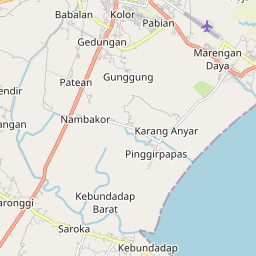 Babalan
Kolor
Pabian
Gedungan
Marengan
Daya
Gunggung
Patean
Nambakor
Karang Anyar
Pinggirpapas
Kebundadap
Barat
Saroka
Kebundadap